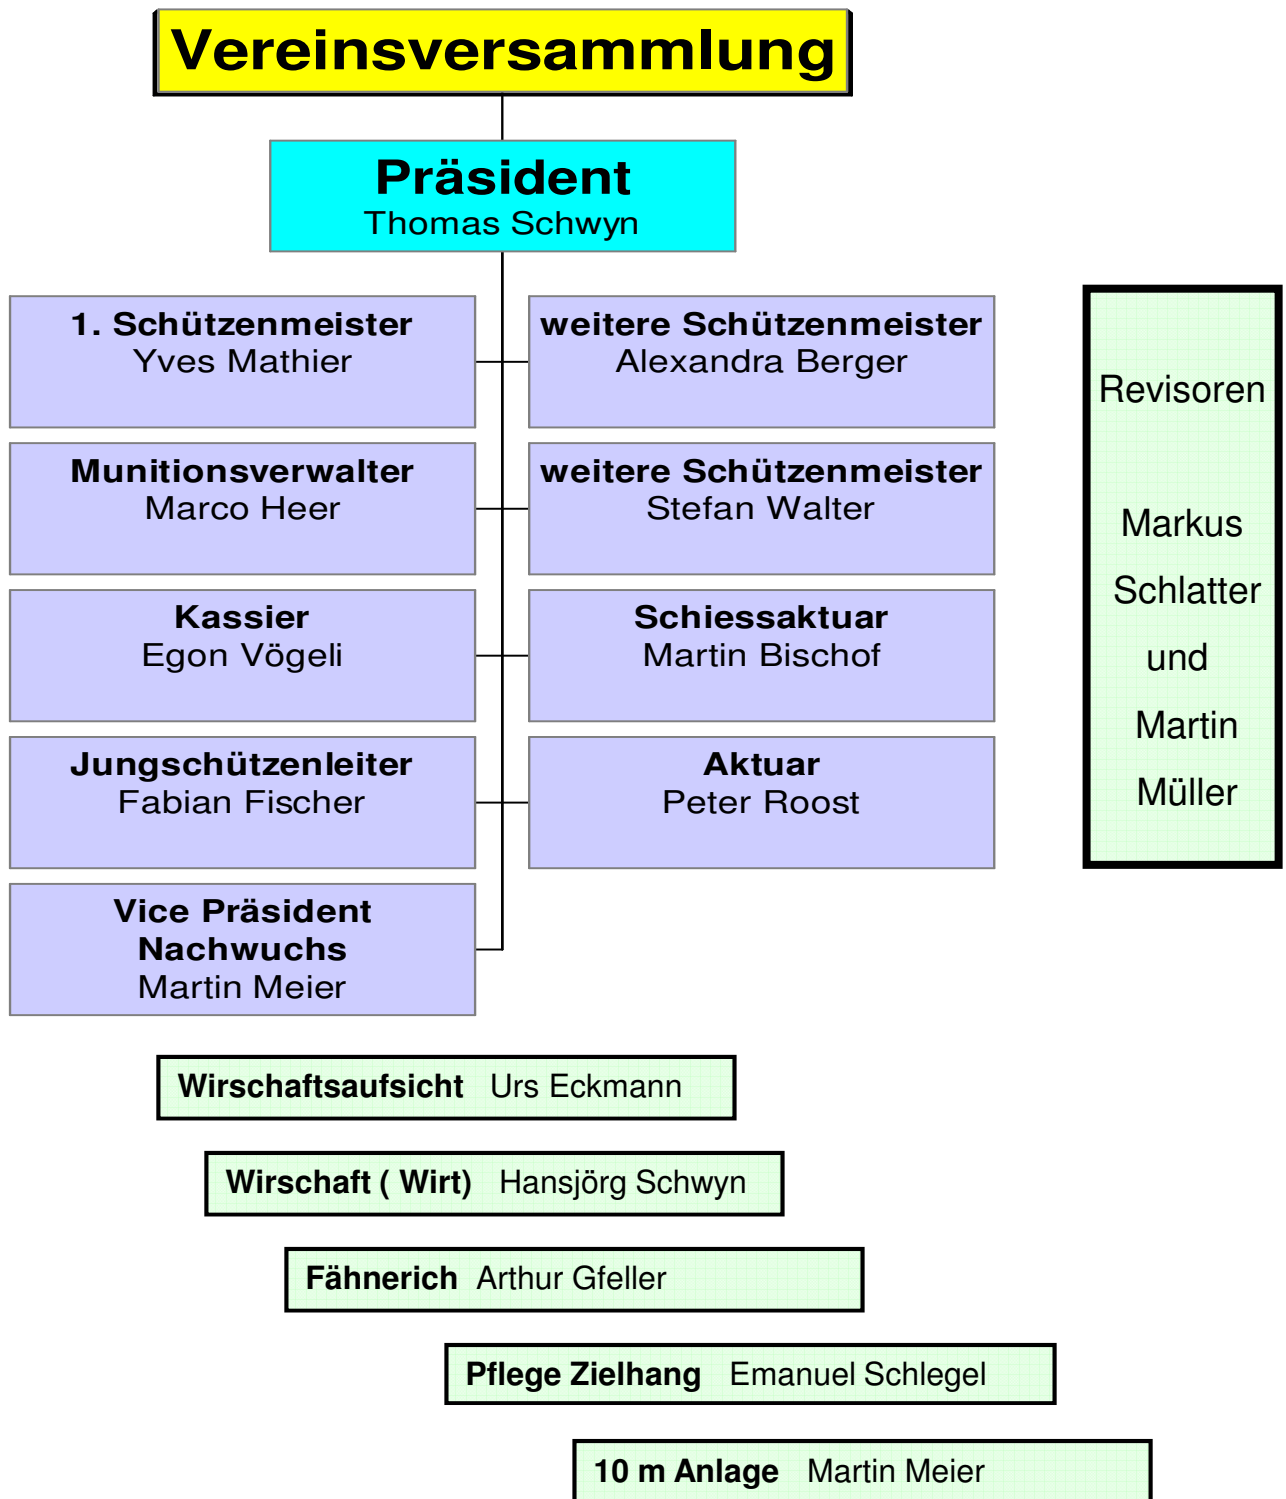 Vereinsversammlung
Präsident
Thomas Schwyn
1. Schützenmeister
Yves Mathier
weitere Schützenmeister
Alexandra Berger
Munitionsverwalter
Marco Heer
weitere Schützenmeister
Stefan Walter
Kassier
Egon Vögeli
Schiessaktuar
Martin Bischof
Jungschützenleiter
Fabian Fischer
Aktuar
Peter Roost
Vice Präsident
Nachwuchs
Martin Meier
Revisoren
Markus
Schlatter
und
Martin
Müller
Wirschaftsaufsicht Urs Eckmann
Wirschaft ( Wirt) Hansjörg Schwyn
Fähnerich Arthur Gfeller
Pflege Zielhang Emanuel Schlegel
10 m Anlage Martin Meier